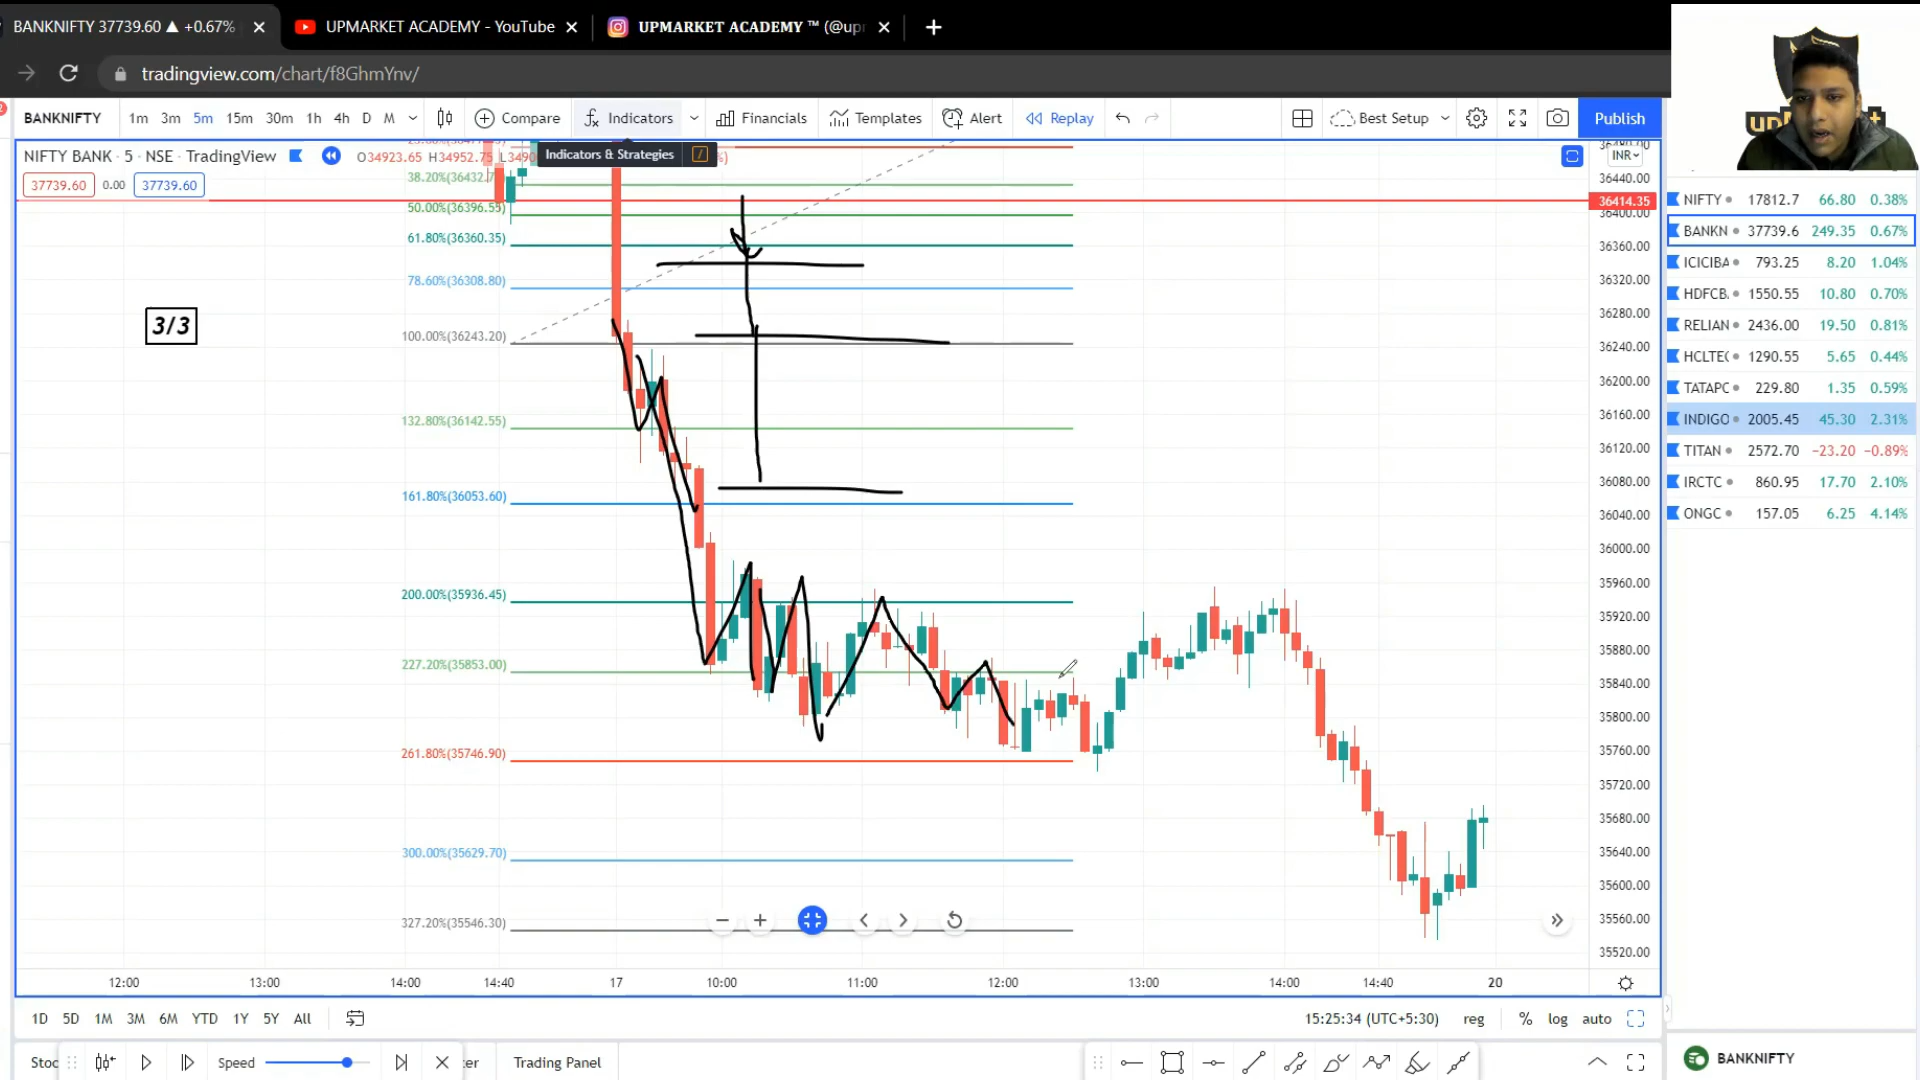 BANKNIFTY 37739.60 ▲ +0.67% UPMARKET ACADEMY - YouTube UPMARKET ACADEMY ™ (@up
tradingview.com/chart/f8GhmYnv/
BANKNIFTY 1m 3m 5m 15m 30m 1h 4h D M Compare Indicators Financials Templates Alert Replay Best Setup Publish
NIFTY BANK · 5 · NSE · TradingView O34923.65 H34952.75 Indicators & Strategies / INR
37739.60 0.00 37739.60
38.20%(36432.7
50.00%(36396.55)
61.80%(36360.35)
78.60%(36308.80)
3/3
100.00%(36243.20)
132.80%(36142.55)
161.80%(36053.60)
200.00%(35936.45)
227.20%(35853.00)
261.80%(35746.90)
300.00%(35629.70)
327.20%(35546.30)
36440.00
36414.35
36400.00
36360.00
36320.00
36280.00
36240.00
36200.00
36160.00
36120.00
36080.00
36040.00
36000.00
35960.00
35920.00
35880.00
35840.00
35800.00
35760.00
35720.00
35680.00
35640.00
35600.00
35560.00
35520.00
NIFTY 17812.7 66.80 0.38%
BANKN 37739.6 249.35 0.67%
ICICIBA 793.25 8.20 1.04%
HDFCB. 1550.55 10.80 0.70%
RELIAN 2436.00 19.50 0.81%
HCLTE( 1290.55 5.65 0.44%
TATAPC 229.80 1.35 0.59%
INDIGO 2005.45 45.30 2.31%
TITAN 2572.70 −23.20 −0.89%
IRCTC 860.95 17.70 2.10%
ONGC 157.05 6.25 4.14%
12:00 13:00 14:00 14:40 17 10:00 11:00 12:00 13:00 14:00 14:40 20
1D 5D 1M 3M 6M YTD 1Y 5Y All 15:25:34 (UTC+5:30) reg % log auto
Stoc Speed ter Trading Panel
BANKNIFTY